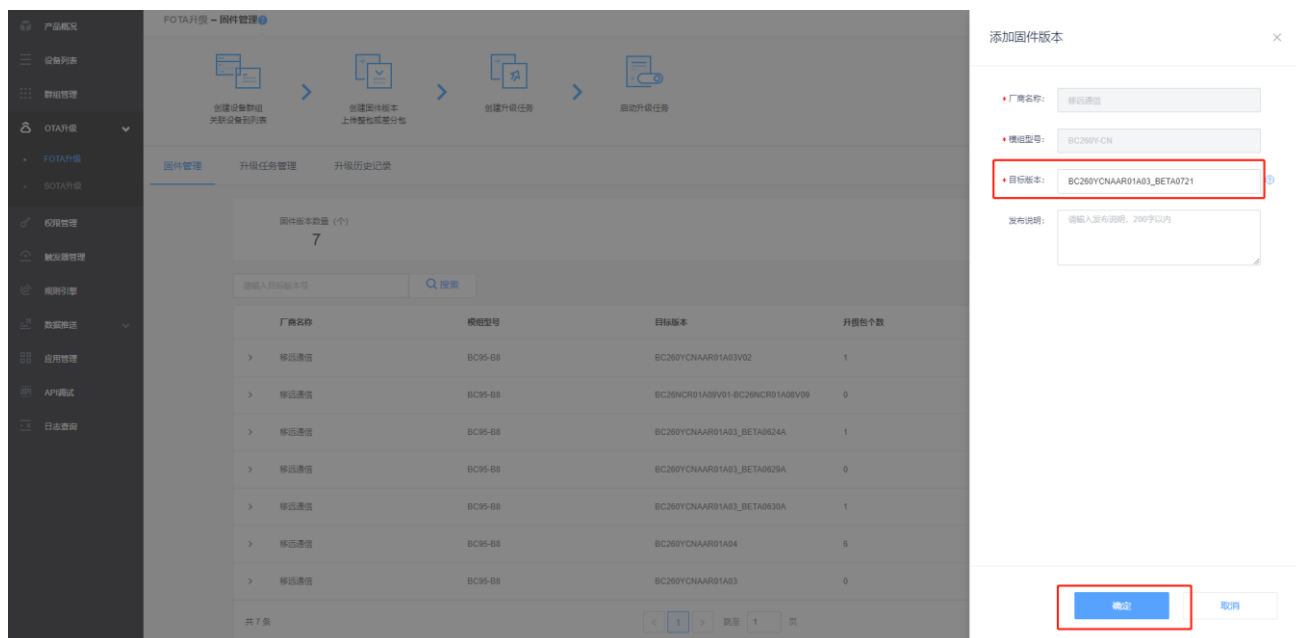 产品概况
设备列表
群组管理
OTA升级
FOTA升级
SOTA升级
权限管理
触发器管理
规则引擎
数据推送
应用管理
API调试
日志查询
FOTA升级 – 固件管理
创建设备群组
关联设备到列表
创建固件版本
上传整包或差分包
创建升级任务
启动升级任务
固件管理 升级任务管理 升级历史记录
固件版本数量（个）
7
请输入目标版本号 搜索
厂商名称 模组型号 目标版本 升级包个数
移远通信 BC95-B8 BC260YCNAAR01A03V02 1
移远通信 BC95-B8 BC26NCR01A09V01-BC26NCR01A08V09 0
移远通信 BC95-B8 BC260YCNAAR01A03_BETA0624A 1
移远通信 BC95-B8 BC260YCNAAR01A03_BETA0629A 0
移远通信 BC95-B8 BC260YCNAAR01A03_BETA0630A 1
移远通信 BC95-B8 BC260YCNAAR01A04 6
移远通信 BC95-B8 BC260YCNAAR01A03 0
共 7 条 < 1 > 跳至 1 页
添加固件版本 ×
* 厂商名称： 移远通信
* 模组型号： BC260Y-CN
* 目标版本： BC260YCNAAR01A03_BETA0721
发布说明： 请输入发布说明，200字以内
确定 取消